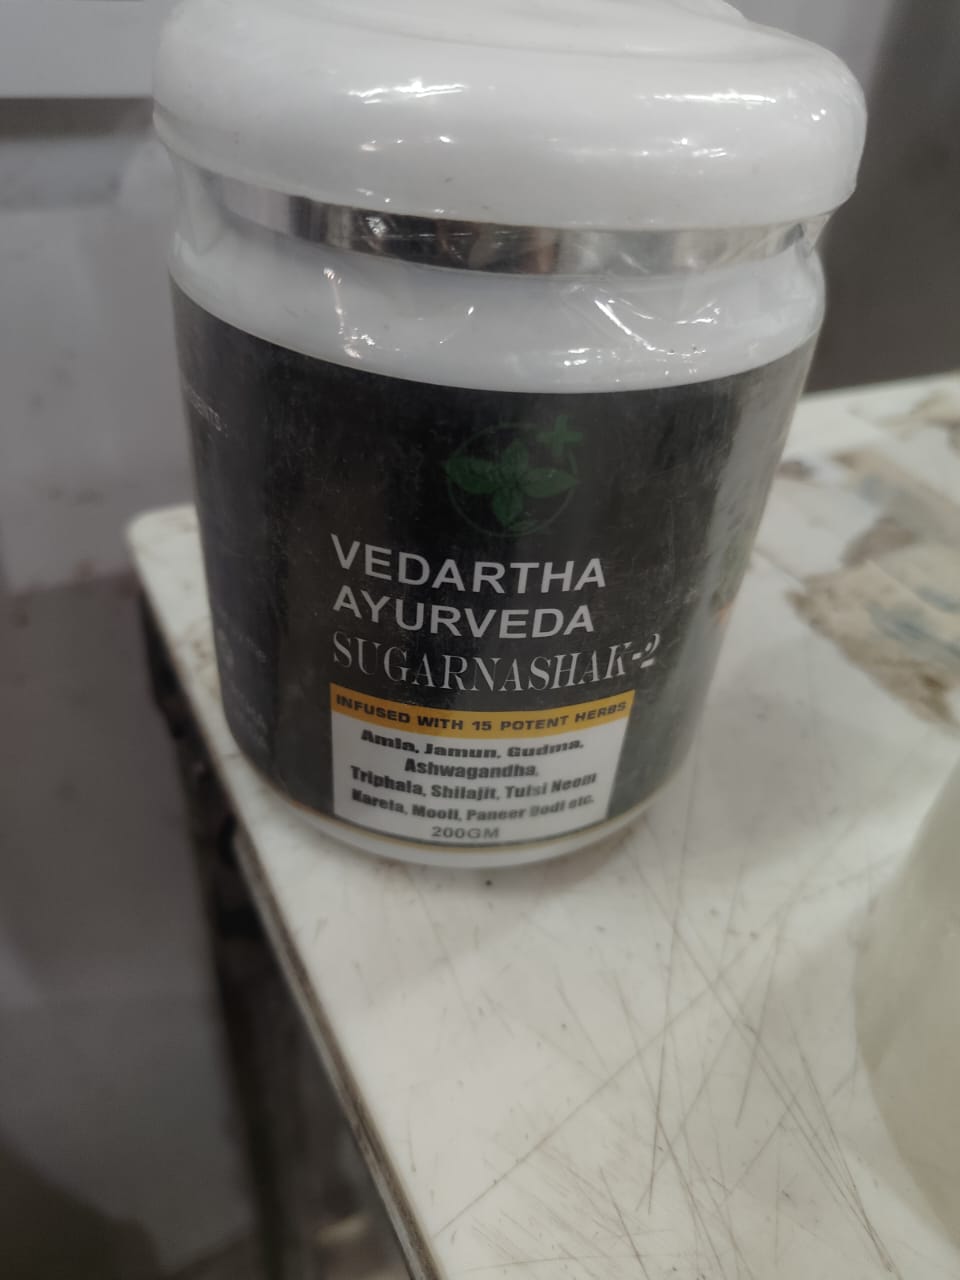 VEDARTHA
AYURVEDA
SUGARNASHAK-2
INFUSED WITH 15 POTENT HERBS
Amla, Jamun, Gudma,
Ashwagandha,
Triphala, Shilajit, Tulsi Neem
Karela, Mooli, Paneer Dodi etc.
200GM